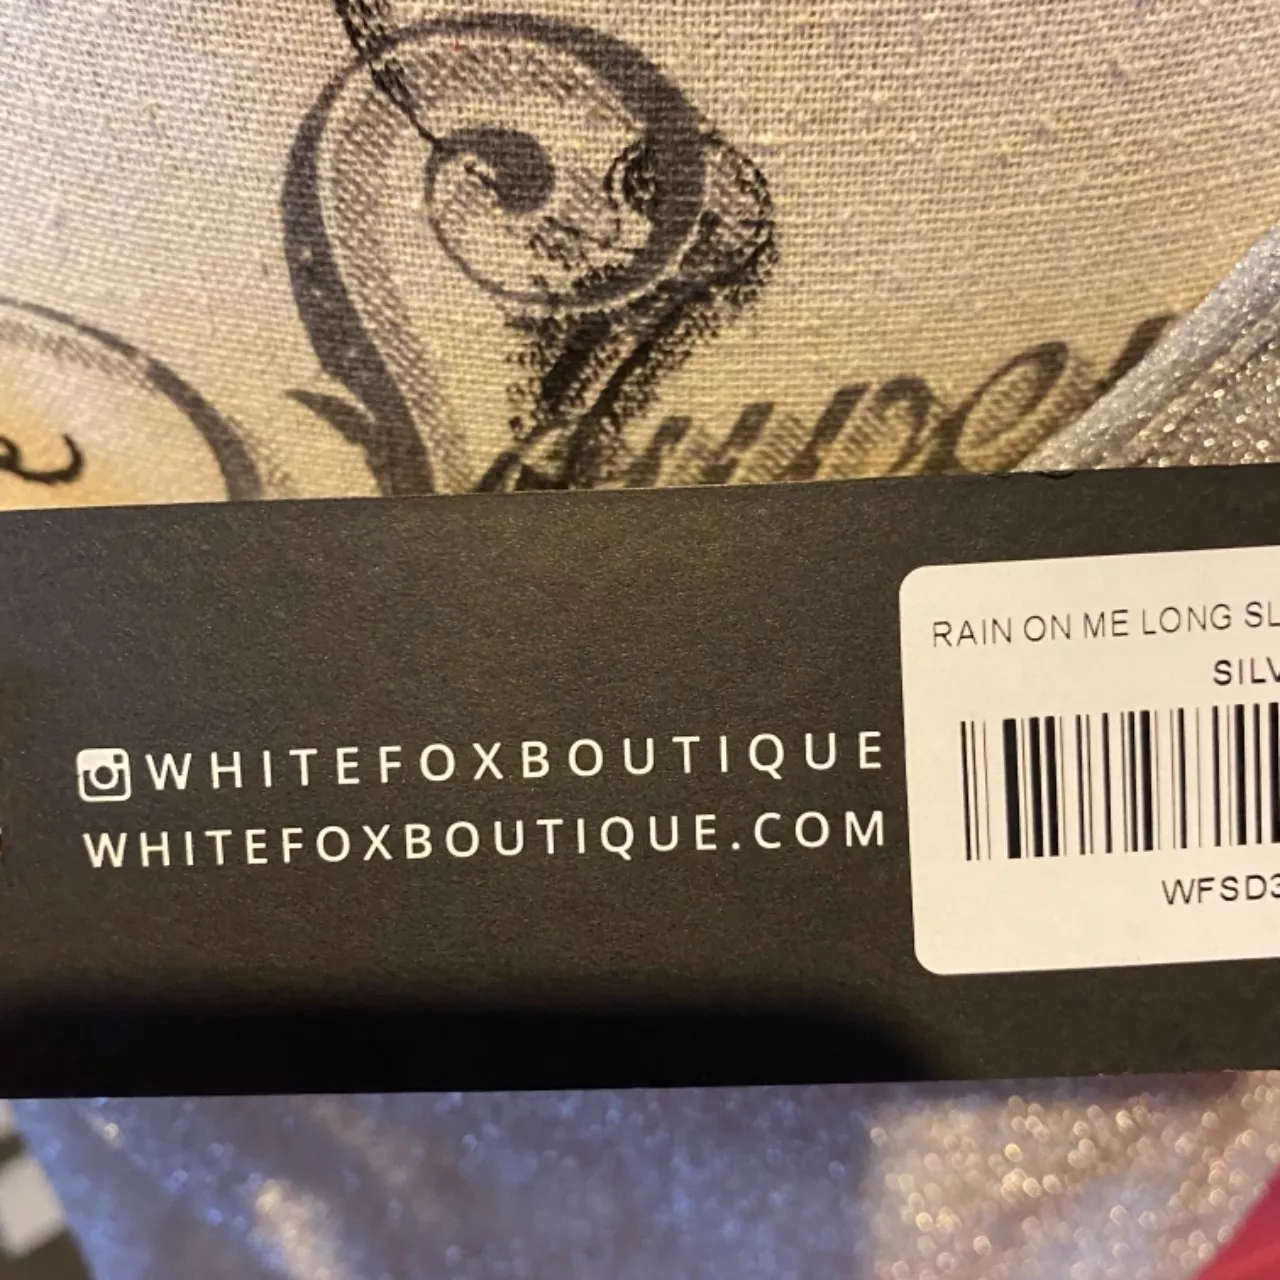 WHITEFOXBOUTIQUE
WHITEFOXBOUTIQUE.COM
RAIN ON ME LONG SL
SILV
WFSD3